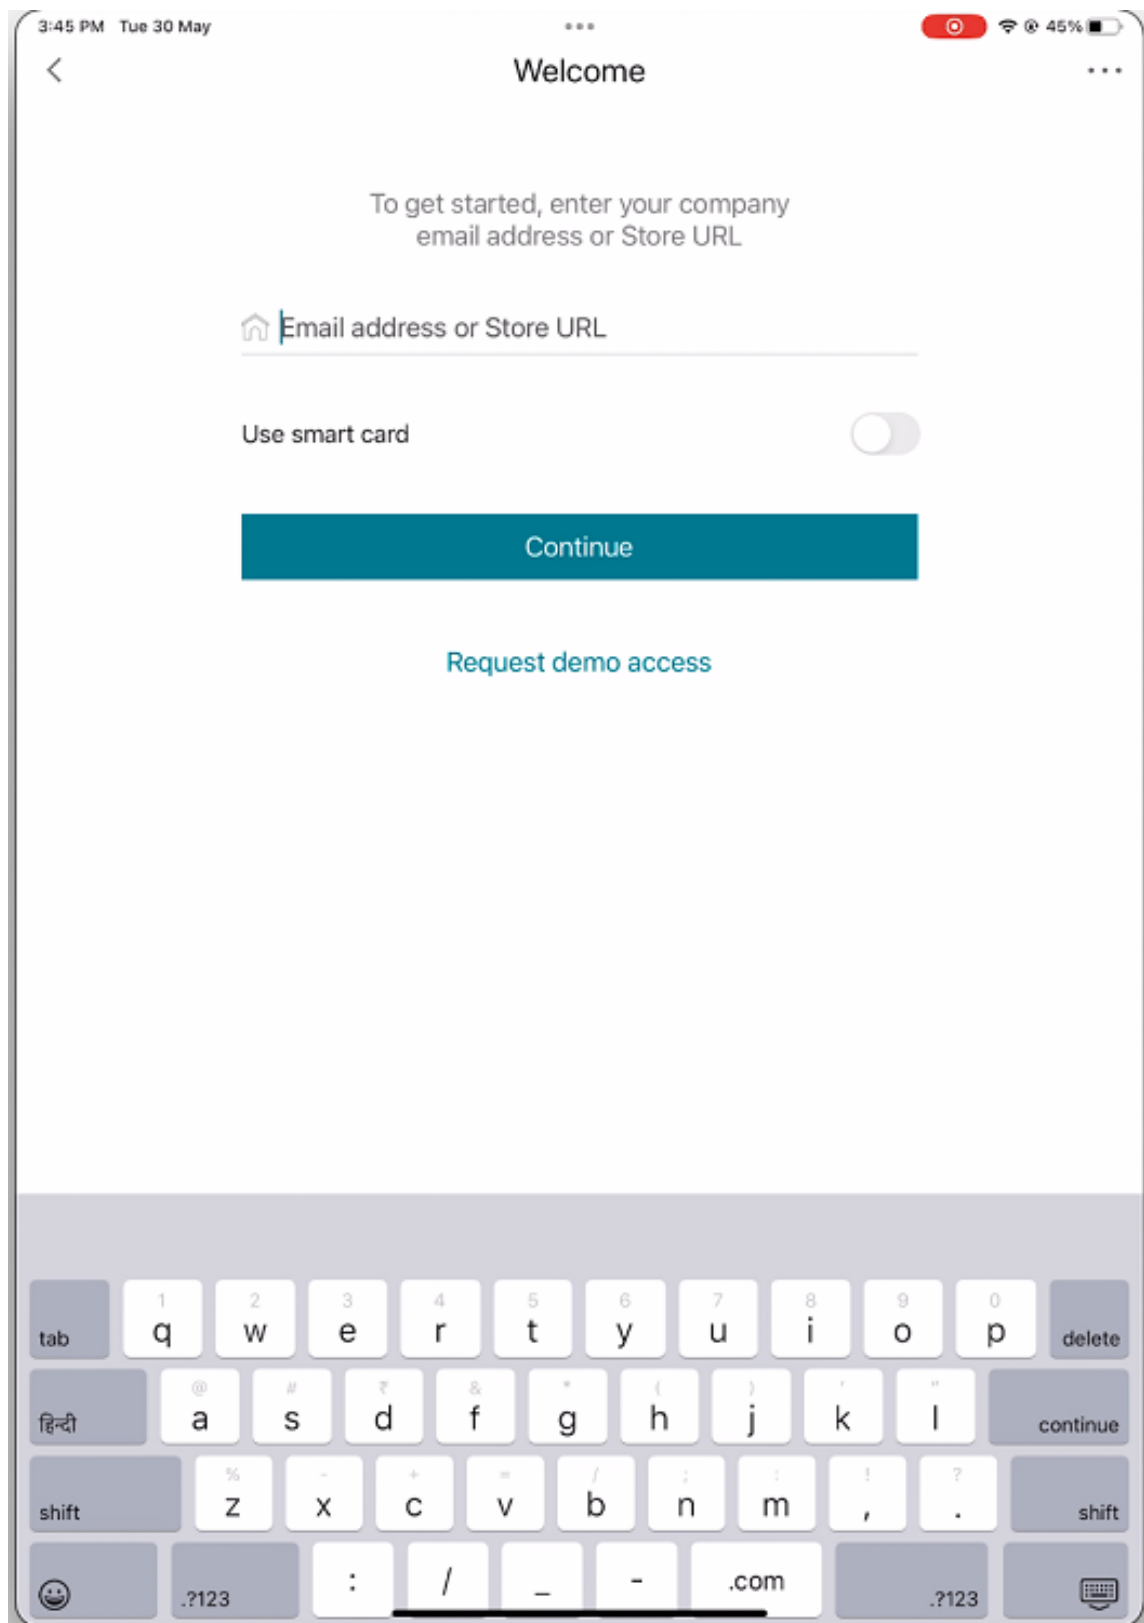 3:45 PM Tue 30 May
45%
Welcome
To get started, enter your company
email address or Store URL
Email address or Store URL
Use smart card
Continue
Request demo access
1 2 3 4 5 6 7 8 9 0
tab q w e r t y u i o p delete
@ # ₹ & * ( ) ' "
हिन्दी a s d f g h j k l continue
% - + = / ; : ! ?
shift z x c v b n m , . shift
.?123 : / _ - .com .?123